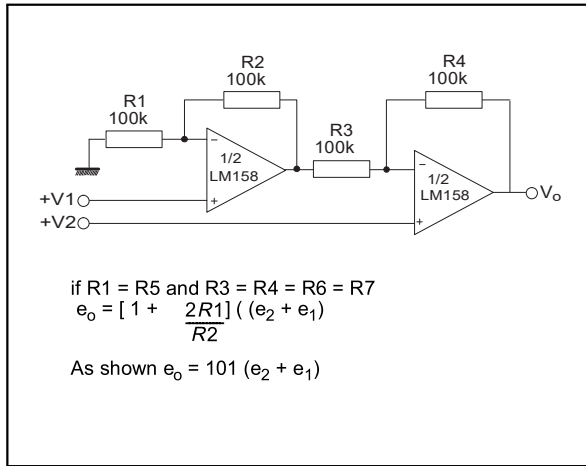 R2
100k
R4
100k
R1
100k
R3
100k
1/2
LM158
1/2
LM158
+V1
+V2
Vo
if R1 = R5 and R3 = R4 = R6 = R7
eo = [ 1 + 2R1/R2 ] ( (e2 + e1)
As shown eo = 101 (e2 + e1)